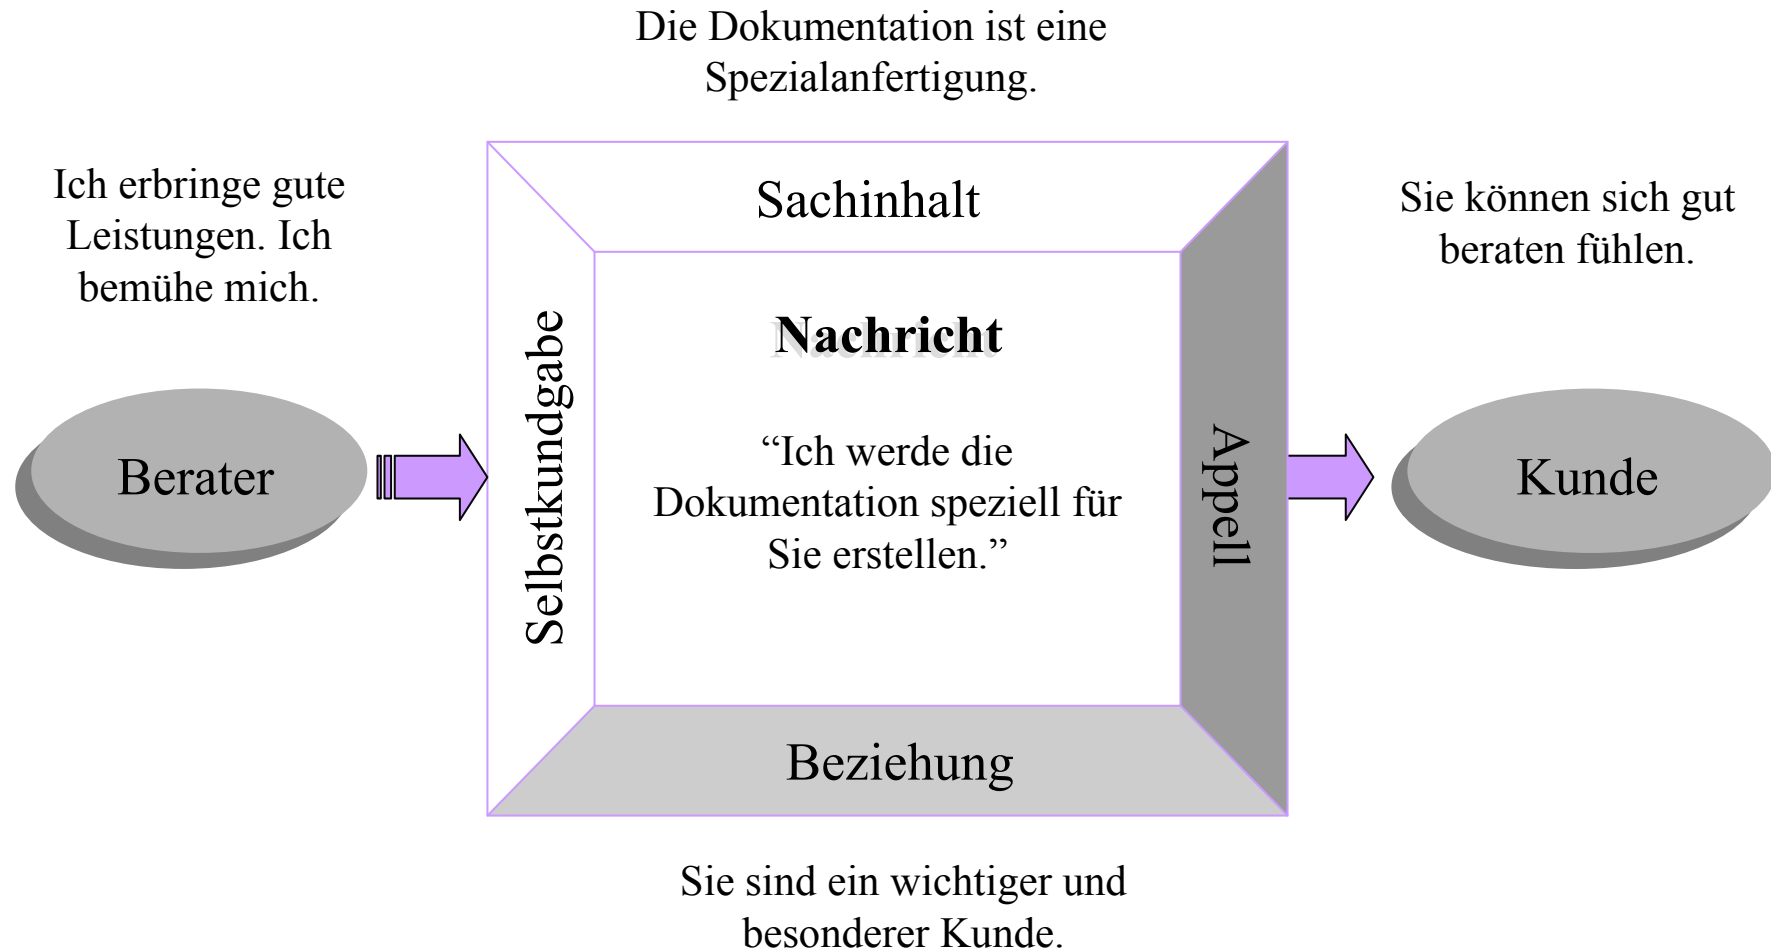 Die Dokumentation ist eine
Spezialanfertigung.
Ich erbringe gute
Leistungen. Ich
bemühe mich.
Sachinhalt
Sie können sich gut
beraten fühlen.
Nachricht
“Ich werde die
Dokumentation speziell für
Sie erstellen.”
Berater
Selbstkundgabe
Appell
Kunde
Beziehung
Sie sind ein wichtiger und
besonderer Kunde.